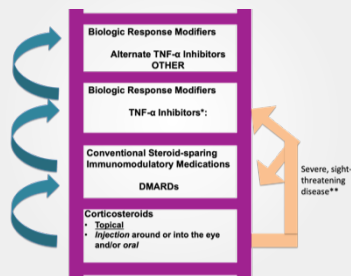 Biologic Response Modifiers
Alternate TNF-α Inhibitors
OTHER
Biologic Response Modifiers
TNF-α Inhibitors*:
Conventional Steroid-sparing
Immunomodulatory Medications
DMARDs
Corticosteroids
• Topical
• Injection around or into the eye
and/or oral
Severe, sight-
threatening
disease**